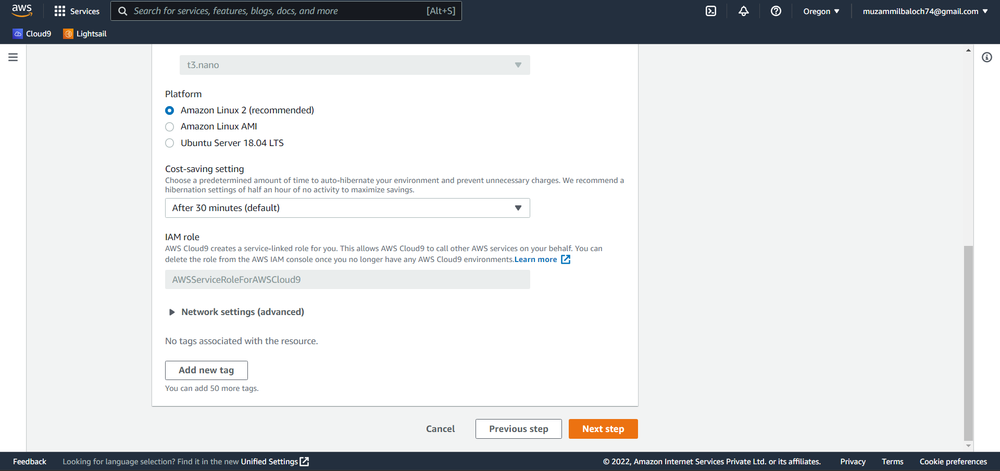 aws
Services
Search for services, features, blogs, docs, and more
[Alt+S]
Oregon
muzammilbaloch74@gmail.com
Cloud9
Lightsail
t3.nano
Platform
Amazon Linux 2 (recommended)
Amazon Linux AMI
Ubuntu Server 18.04 LTS
Cost-saving setting
Choose a predetermined amount of time to auto-hibernate your environment and prevent unnecessary charges. We recommend a
hibernation settings of half an hour of no activity to maximize savings.
After 30 minutes (default)
IAM role
AWS Cloud9 creates a service-linked role for you. This allows AWS Cloud9 to call other AWS services on your behalf. You can
delete the role from the AWS IAM console once you no longer have any AWS Cloud9 environments.Learn more
AWSServiceRoleForAWSCloud9
Network settings (advanced)
No tags associated with the resource.
Add new tag
You can add 50 more tags.
Cancel
Previous step
Next step
Feedback
Looking for language selection? Find it in the new Unified Settings
© 2022, Amazon Internet Services Private Ltd. or its affiliates.
Privacy
Terms
Cookie preferences